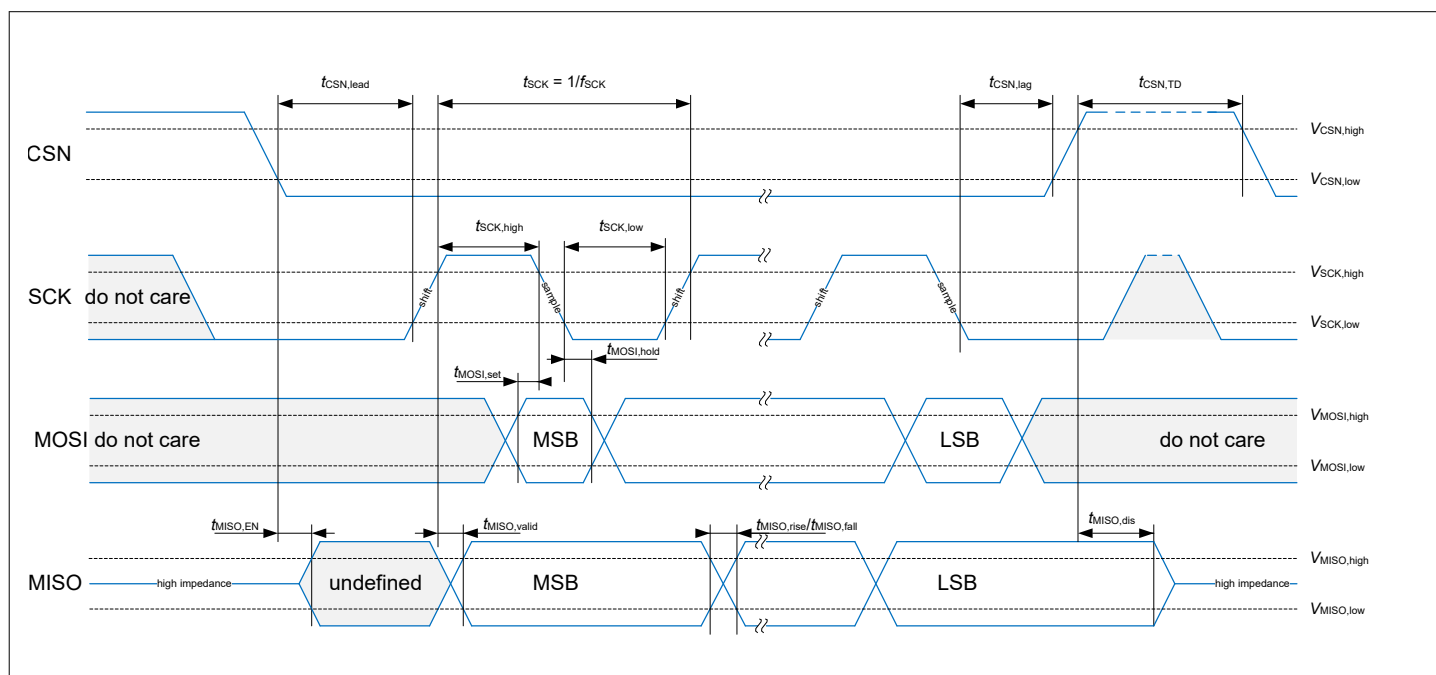 tCSN,lead
tSCK = 1/fSCK
tCSN,lag
tCSN,TD
VCSN,high
CSN
VCSN,low
tSCK,high
tSCK,low
VSCK,high
SCK do not care
shift
sample
shift
shift
sample
VSCK,low
tMOSI,hold
tMOSI,set
VMOSI,high
MOSI do not care
MSB
LSB
do not care
VMOSI,low
tMISO,EN
tMISO,valid
tMISO,rise/tMISO,fall
tMISO,dis
VMISO,high
MISO
high impedance
undefined
MSB
LSB
high impedance
VMISO,low